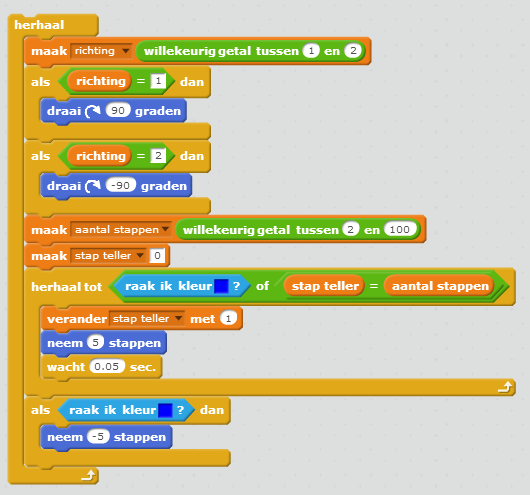 herhaal
maak richting willekeurig getal tussen 1 en 2
als richting = 1 dan
draai 90 graden
als richting = 2 dan
draai -90 graden
maak aantal stappen willekeurig getal tussen 2 en 100
maak stap teller 0
herhaal tot raak ik kleur ? of stap teller = aantal stappen
verander stap teller met 1
neem 5 stappen
wacht 0.05 sec.
als raak ik kleur ? dan
neem -5 stappen